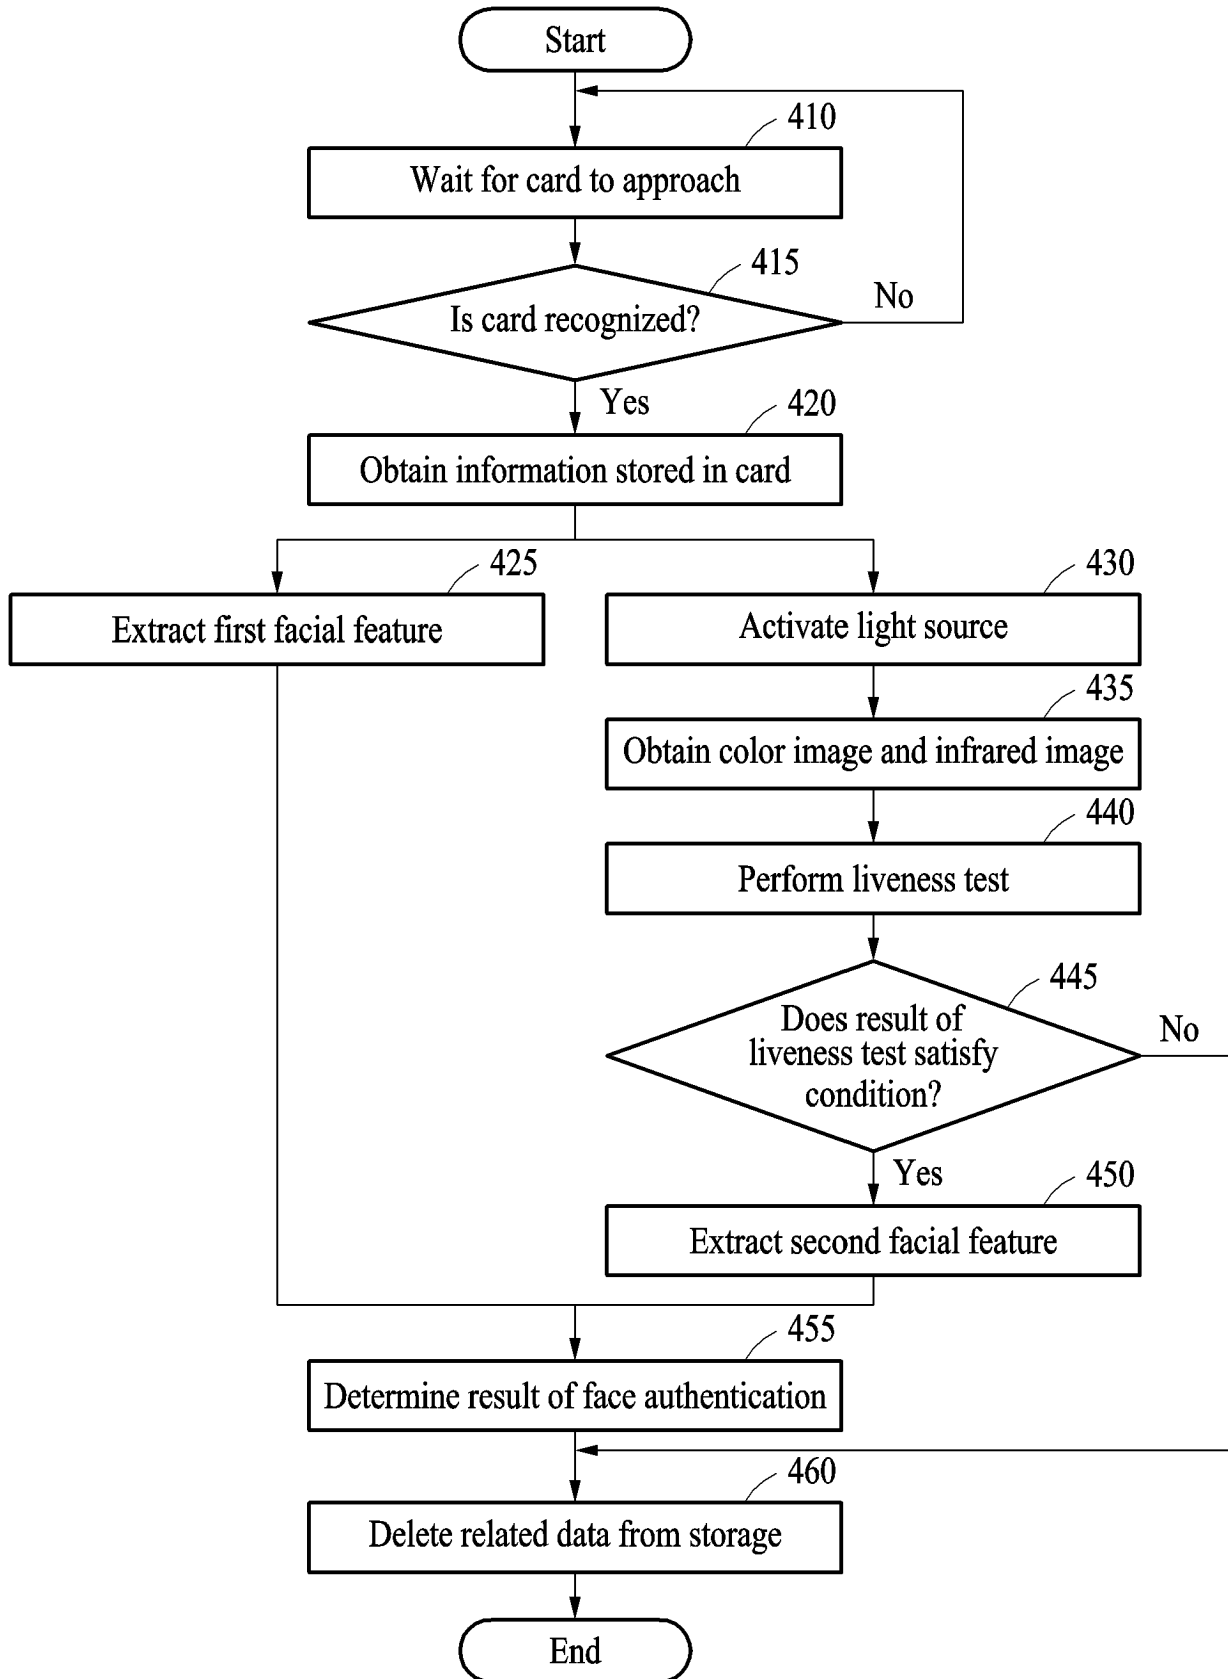 Start
410
Wait for card to approach
415
Is card recognized?
No
Yes
420
Obtain information stored in card
425
Extract first facial feature
430
Activate light source
435
Obtain color image and infrared image
440
Perform liveness test
445
Does result of
liveness test satisfy
condition?
No
Yes
450
Extract second facial feature
455
Determine result of face authentication
460
Delete related data from storage
End